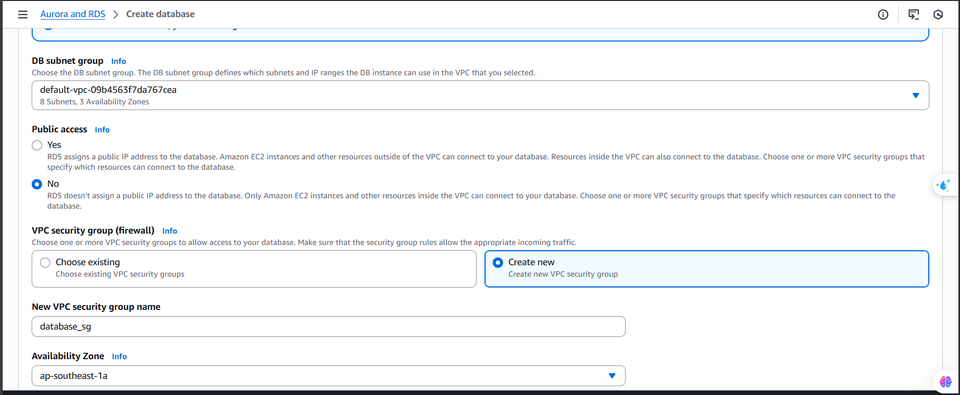 Aurora and RDS > Create database
DB subnet group Info
Choose the DB subnet group. The DB subnet group defines which subnets and IP ranges the DB instance can use in the VPC that you selected.
default-vpc-09b4563f7da767cea
8 Subnets, 3 Availability Zones
Public access Info
Yes
RDS assigns a public IP address to the database. Amazon EC2 instances and other resources outside of the VPC can connect to your database. Resources inside the VPC can also connect to the database. Choose one or more VPC security groups that
specify which resources can connect to the database.
No
RDS doesn't assign a public IP address to the database. Only Amazon EC2 instances and other resources inside the VPC can connect to your database. Choose one or more VPC security groups that specify which resources can connect to the
database.
VPC security group (firewall) Info
Choose one or more VPC security groups to allow access to your database. Make sure that the security group rules allow the appropriate incoming traffic.
Choose existing
Choose existing VPC security groups
Create new
Create new VPC security group
New VPC security group name
database_sg
Availability Zone Info
ap-southeast-1a